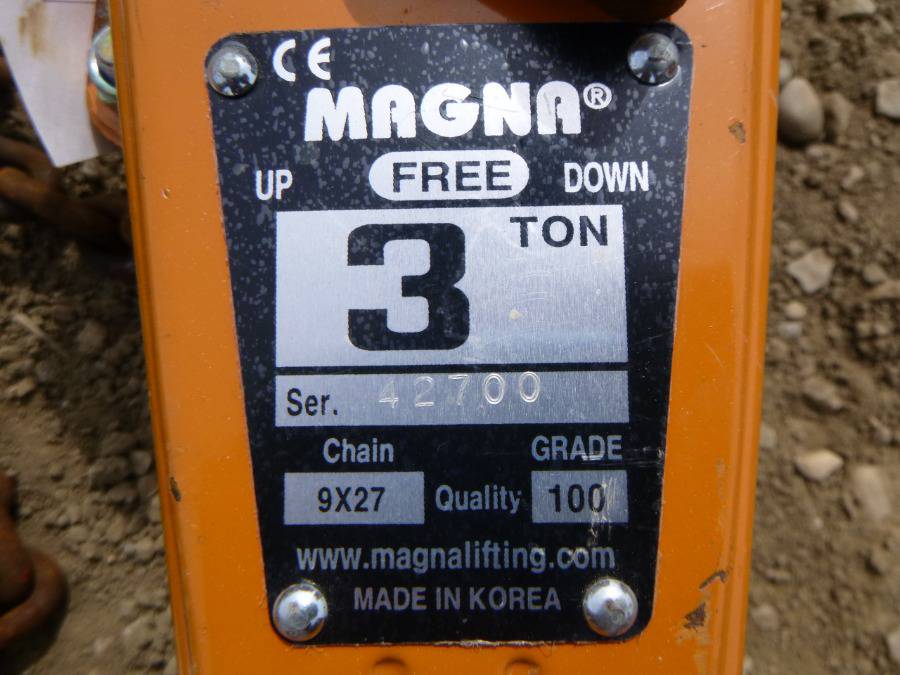 CE
MAGNA®
UP FREE DOWN
3 TON
Ser. 42700
Chain GRADE
9X27 Quality 100
www.magnalifting.com
MADE IN KOREA